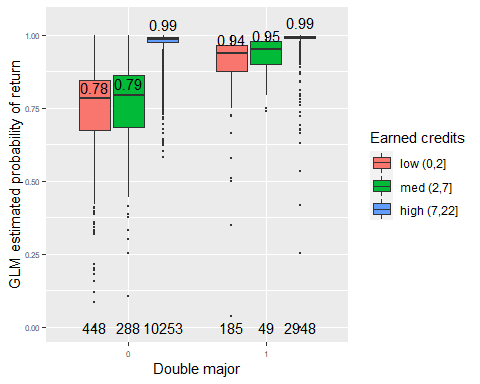 GLM estimated probability of return
1.00
0.75
0.50
0.25
0.00
0.78
0.79
0.99
0.94
0.95
0.99
448 288 10253 185 49 2948
0 1
Double major
Earned credits
low (0,2]
med (2,7]
high (7,22]